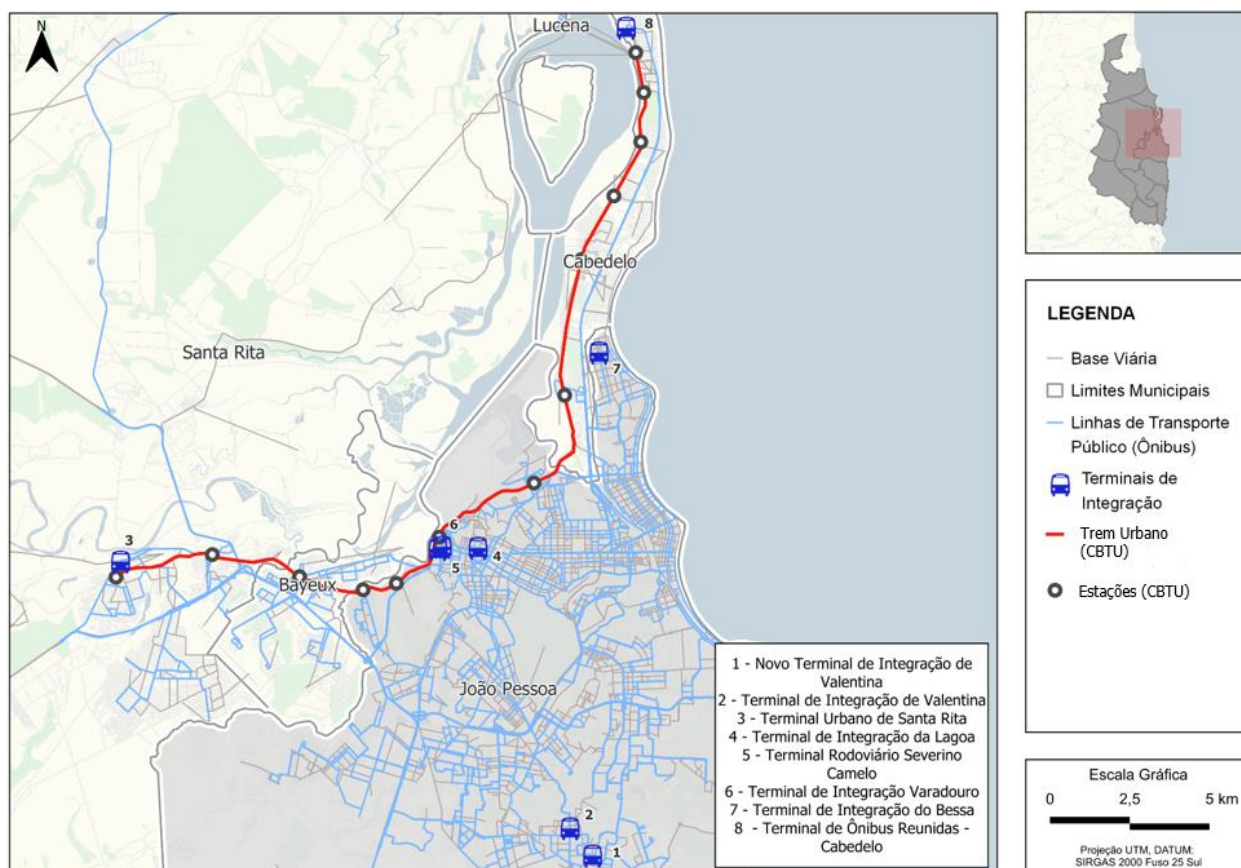 N
Lucena
8
Cabedelo
Santa Rita
7
3
6
4
5
Bayeux
João Pessoa
2
1
1 - Novo Terminal de Integração de
Valentina
2 - Terminal de Integração de Valentina
3 - Terminal Urbano de Santa Rita
4 - Terminal de Integração da Lagoa
5 - Terminal Rodoviário Severino
Camelo
6 - Terminal de Integração Varadouro
7 - Terminal de Integração do Bessa
8 - Terminal de Ônibus Reunidas -
Cabedelo
LEGENDA
Base Viária
Limites Municipais
Linhas de Transporte
Público (Ônibus)
Terminais de
Integração
Trem Urbano
(CBTU)
Estações (CBTU)
Escala Gráfica
0 2,5 5 km
Projeção UTM, DATUM:
SIRGAS 2000 Fuso 25 Sul